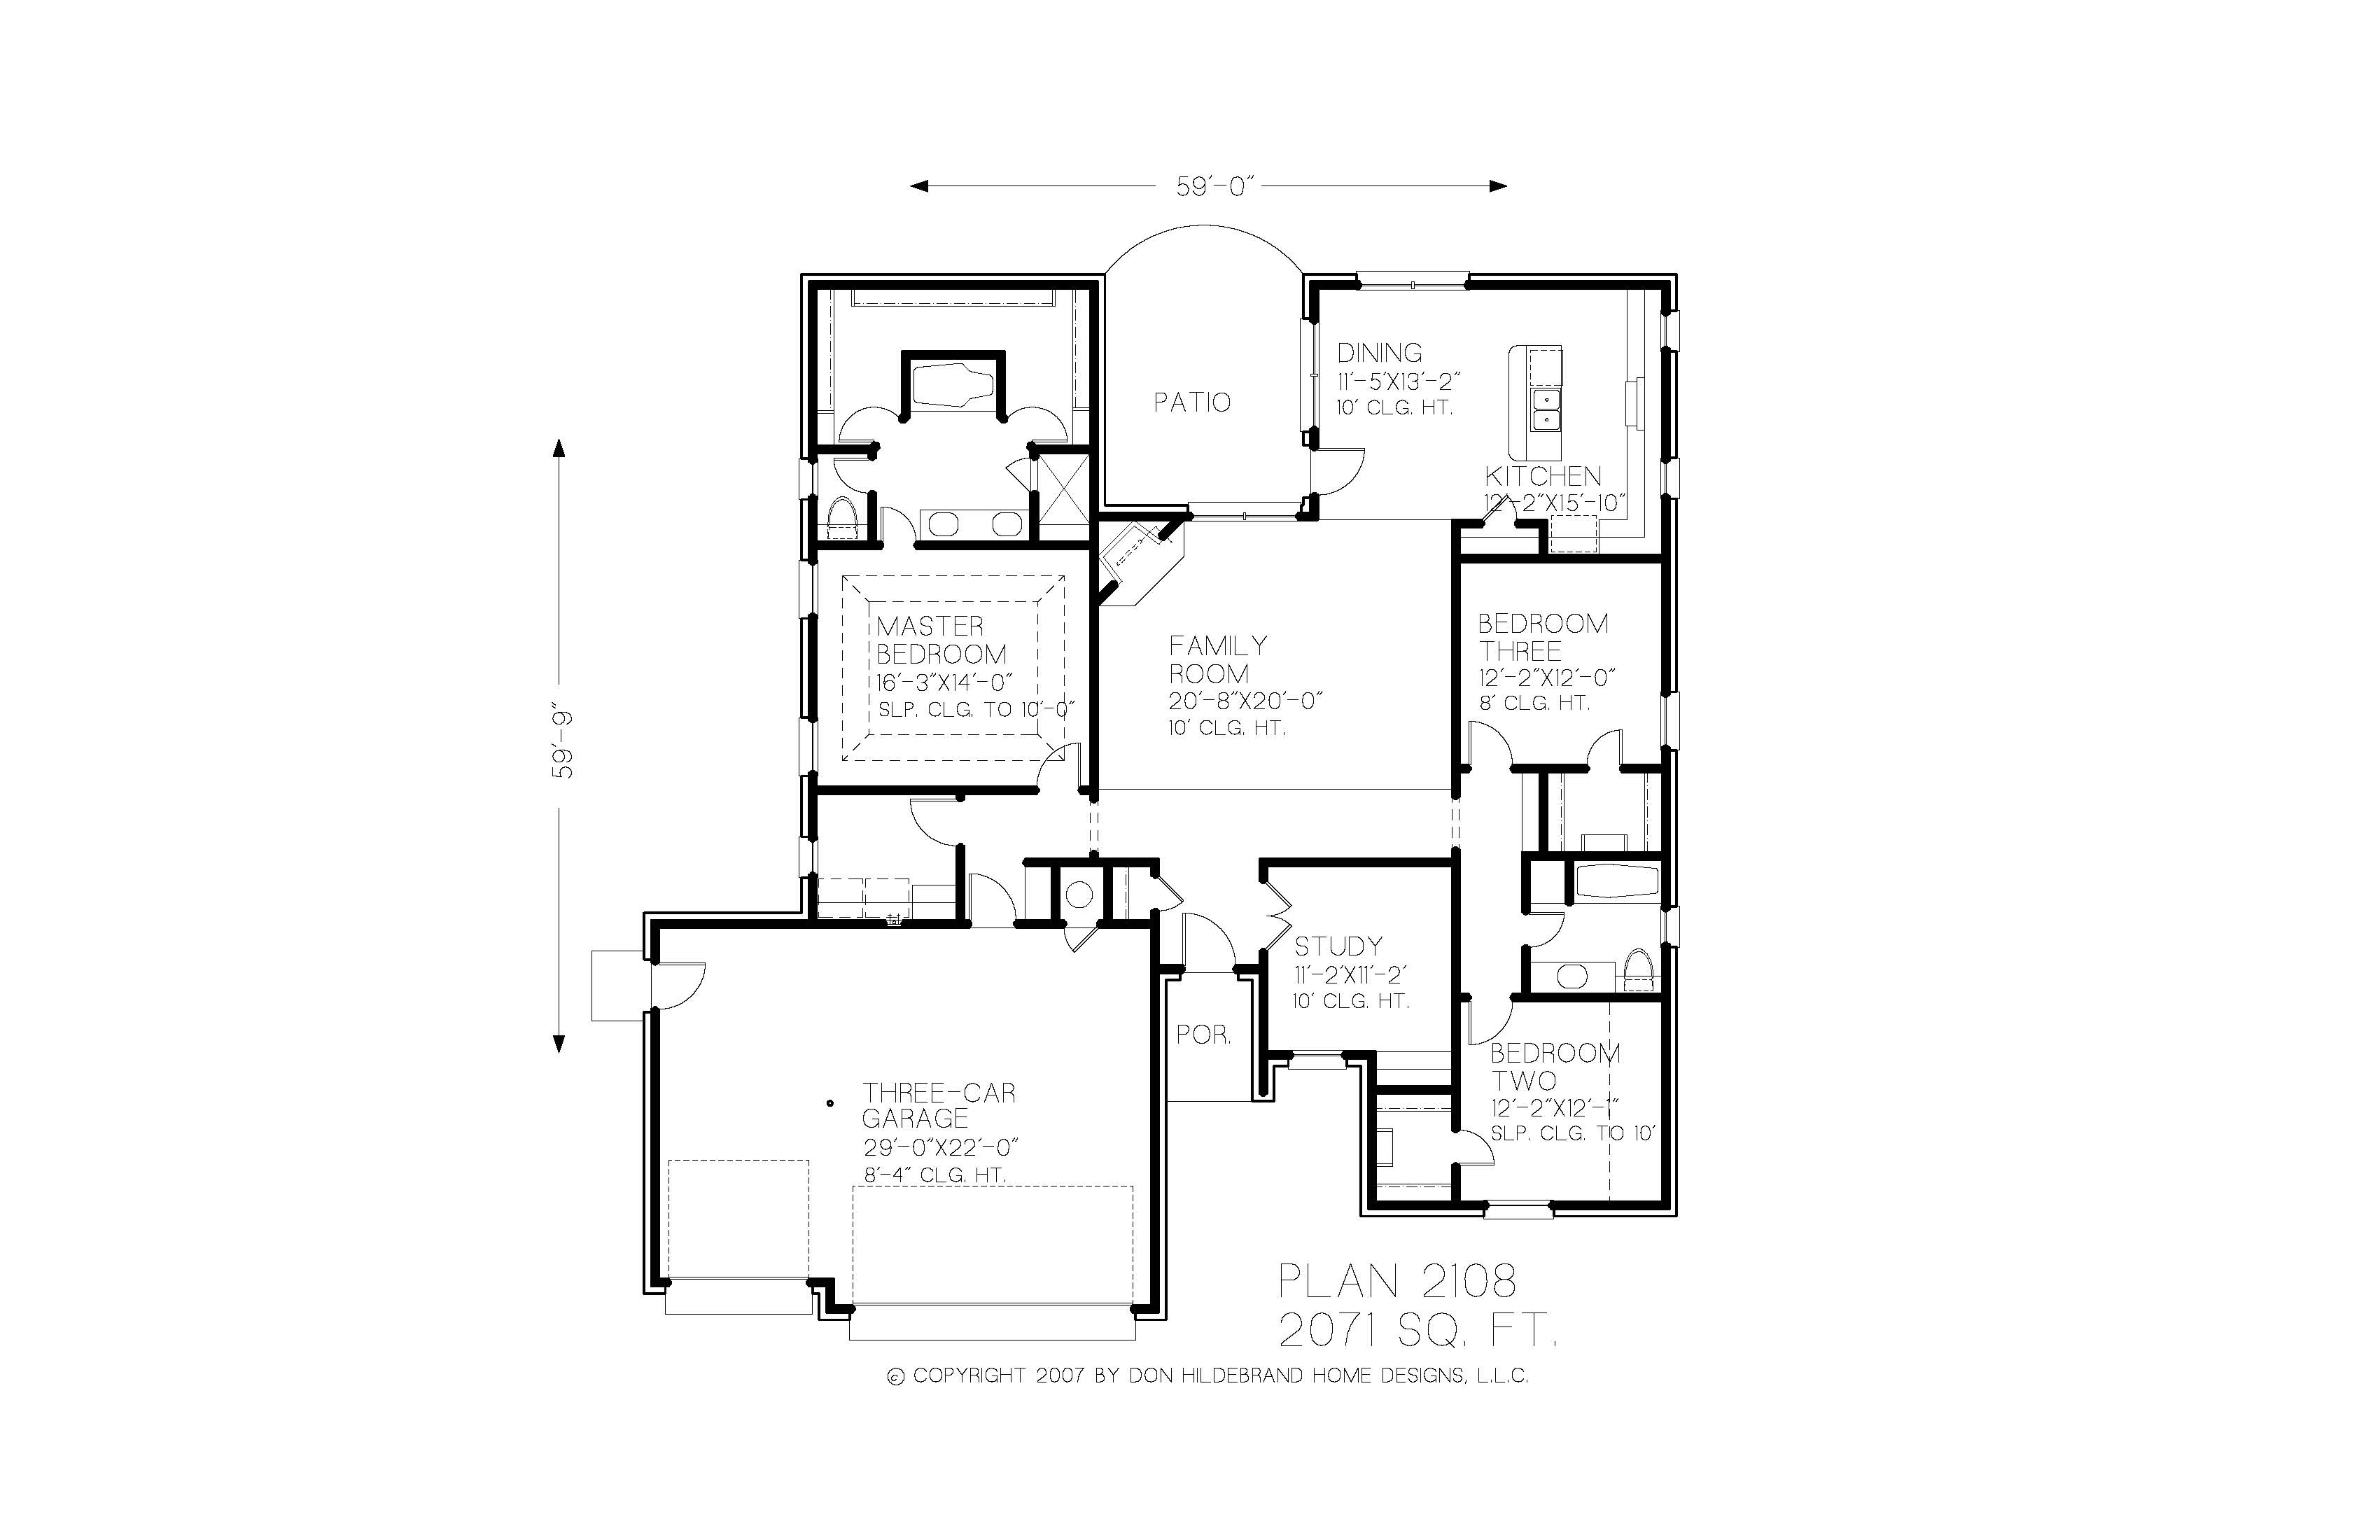 59'-0"
DINING
11'-5'X13'-2"
10' CLG. HT.
PATIO
KITCHEN
12'-2"X15'-10"
MASTER
BEDROOM
16'-3"X14'-0"
SLP. CLG. TO 10'-0"
FAMILY
ROOM
20'-8"X20'-0"
10' CLG. HT.
BEDROOM
THREE
12'-2"X12'-0"
8' CLG. HT.
59'-9"
STUDY
11'-2'X11'-2'
10' CLG. HT.
POR.
BEDROOM
TWO
12'-2"X12'-1"
SLP. CLG. TO 10'
THREE-CAR
GARAGE
29'-0"X22'-0"
8'-4" CLG. HT.
PLAN 2108
2071 SQ. FT.
© COPYRIGHT 2007 BY DON HILDEBRAND HOME DESIGNS, L.L.C.